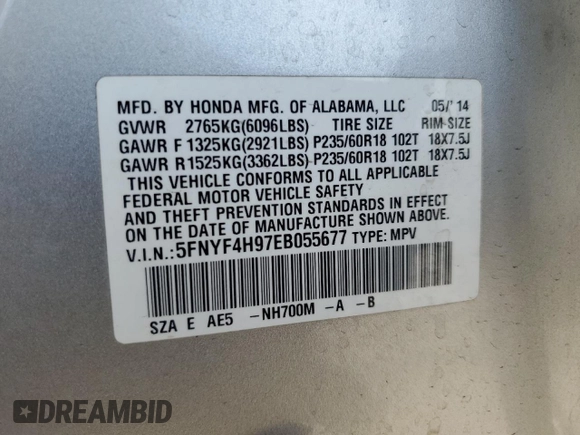 MFD. BY HONDA MFG. OF ALABAMA, LLC 05/'14
GVWR 2765KG(6096LBS) TIRE SIZE RIM SIZE
GAWR F 1325KG(2921LBS) P235/60R18 102T 18X7.5J
GAWR R 1525KG(3362LBS) P235/60R18 102T 18X7.5J
THIS VEHICLE CONFORMS TO ALL APPLICABLE
FEDERAL MOTOR VEHICLE SAFETY
AND THEFT PREVENTION STANDARDS IN EFFECT
ON THE DATE OF MANUFACTURE SHOWN ABOVE.
V.I.N.:5FNYF4H97EB055677 TYPE: MPV
SZA E AE5 -NH700M -A -B
DREAMBID